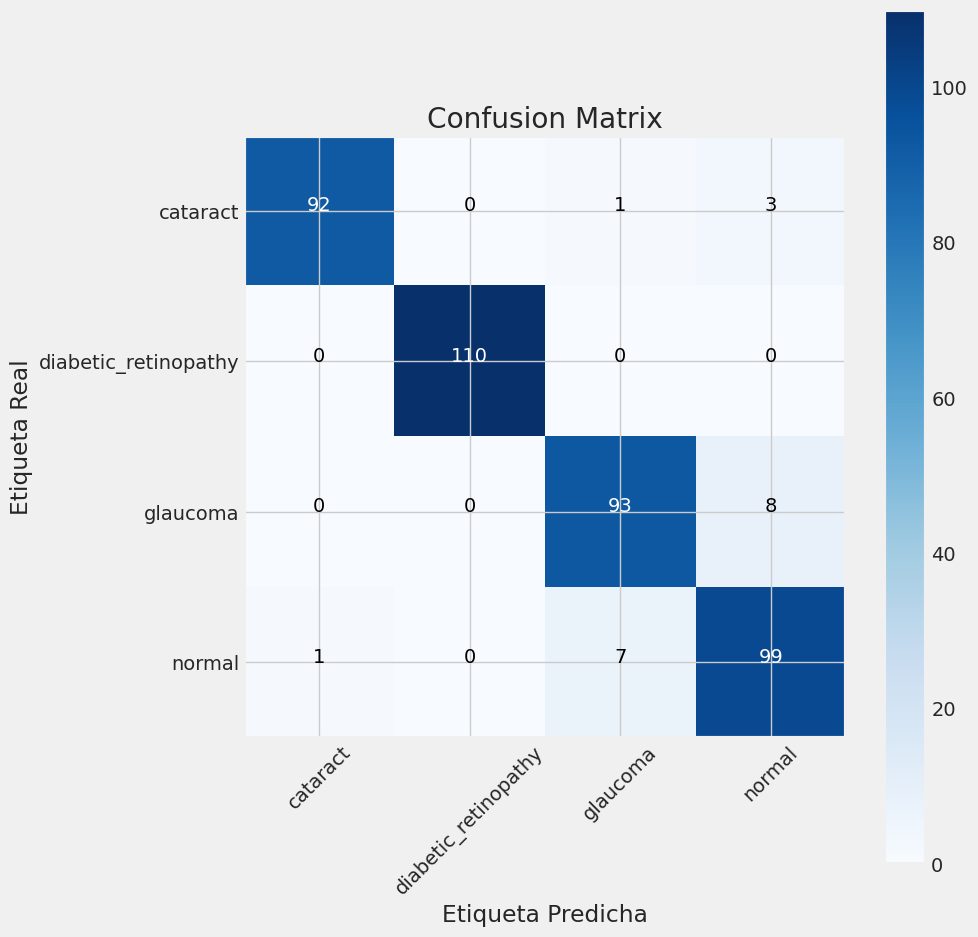 Confusion Matrix
cataract 92 0 1 3
diabetic_retinopathy 0 110 0 0
glaucoma 0 0 93 8
normal 1 0 7 99
cataract diabetic_retinopathy glaucoma normal
Etiqueta Real
Etiqueta Predicha
100
80
60
40
20
0